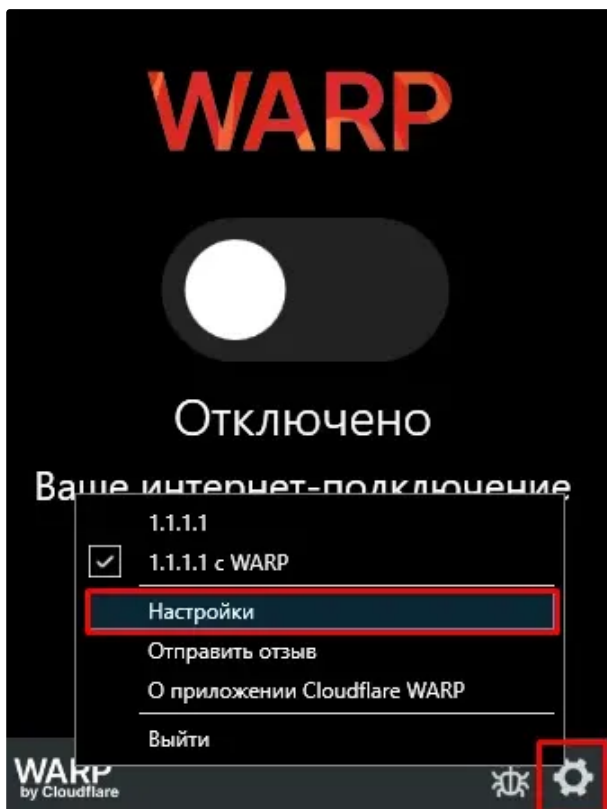 WARP
Отключено
Ваше интернет-подключение
1.1.1.1
1.1.1.1 с WARP
Настройки
Отправить отзыв
О приложении Cloudflare WARP
Выйти
WARP
by Cloudflare